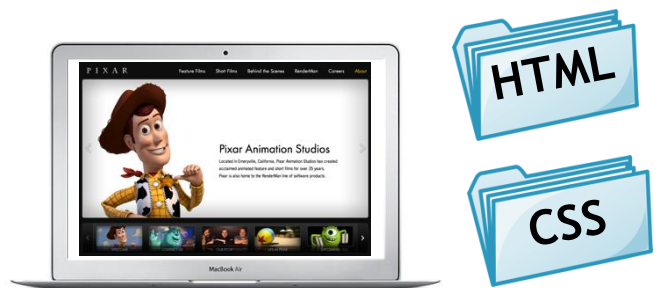 PIXAR
Feature Films Short Films Behind the Scenes RenderMan Careers About
Pixar Animation Studios
Located in Emeryville, California, Pixar Animation Studios has created
acclaimed animated feature and short films for over 25 years.
Pixar is also home to the RenderMan line of software products.
MacBook Air
HTML
CSS